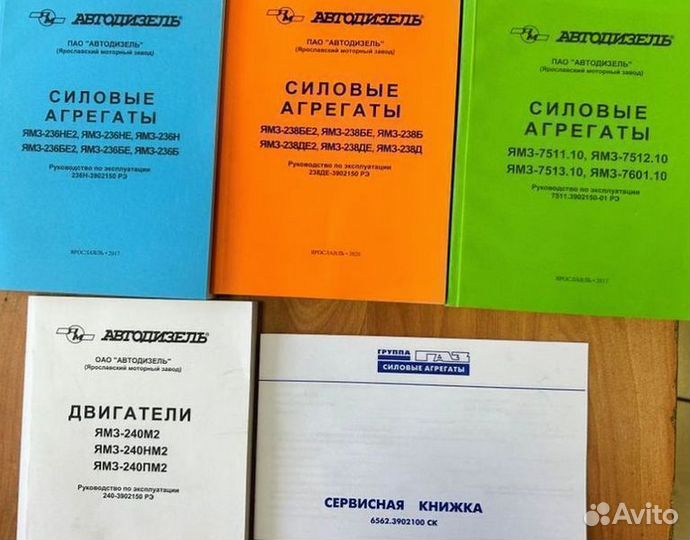 АВТОДИЗЕЛЬ®
ПАО "АВТОДИЗЕЛЬ"
(Ярославский моторный завод)
СИЛОВЫЕ
АГРЕГАТЫ
ЯМЗ-236НЕ2, ЯМЗ-236НЕ, ЯМЗ-236Н
ЯМЗ-236БЕ2, ЯМЗ-236БЕ, ЯМЗ-236Б
Руководство по эксплуатации
236Н-3902150 РЭ
ЯРОСЛАВЛЬ • 2017
АВТОДИЗЕЛЬ®
ПАО "АВТОДИЗЕЛЬ"
(Ярославский моторный завод)
СИЛОВЫЕ
АГРЕГАТЫ
ЯМЗ-238БЕ2, ЯМЗ-238БЕ, ЯМЗ-238Б
ЯМЗ-238ДЕ2, ЯМЗ-238ДЕ, ЯМЗ-238Д
Руководство по эксплуатации
238ДЕ-3902150 РЭ
ЯРОСЛАВЛЬ • 2020
АВТОДИЗЕЛЬ®
ПАО "АВТОДИЗЕЛЬ"
(Ярославский моторный завод)
СИЛОВЫЕ
АГРЕГАТЫ
ЯМЗ-7511.10, ЯМЗ-7512.10
ЯМЗ-7513.10, ЯМЗ-7601.10
Руководство по эксплуатации
7511.3902150-01 РЭ
ЯРОСЛАВЛЬ • 2017
АВТОДИЗЕЛЬ®
ОАО "АВТОДИЗЕЛЬ"
(Ярославский моторный завод)
ДВИГАТЕЛИ
ЯМЗ-240М2
ЯМЗ-240НМ2
ЯМЗ-240ПМ2
Руководство по эксплуатации
240-3902150 РЭ
ГРУППА ГАЗ
СИЛОВЫЕ АГРЕГАТЫ
СЕРВИСНАЯ КНИЖКА
6562.3902100 СК
Avito